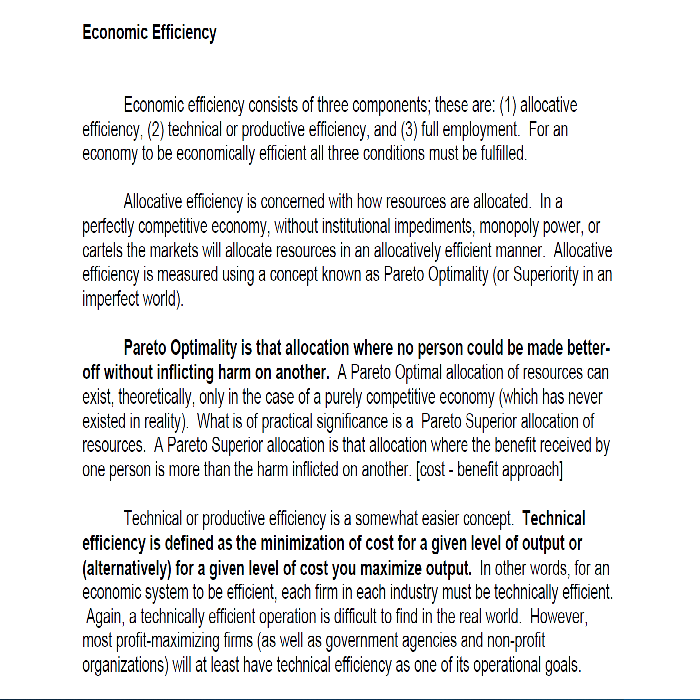 Economic Efficiency
Economic efficiency consists of three components; these are: (1) allocative
efficiency, (2) technical or productive efficiency, and (3) full employment. For an
economy to be economically efficient all three conditions must be fulfilled.
Allocative efficiency is concerned with how resources are allocated. In a
perfectly competitive economy, without institutional impediments, monopoly power, or
cartels the markets will allocate resources in an allocatively efficient manner. Allocative
efficiency is measured using a concept known as Pareto Optimality (or Superiority in an
imperfect world).
Pareto Optimality is that allocation where no person could be made better-
off without inflicting harm on another. A Pareto Optimal allocation of resources can
exist, theoretically, only in the case of a purely competitive economy (which has never
existed in reality). What is of practical significance is a Pareto Superior allocation of
resources. A Pareto Superior allocation is that allocation where the benefit received by
one person is more than the harm inflicted on another. [cost - benefit approach]
Technical or productive efficiency is a somewhat easier concept. Technical
efficiency is defined as the minimization of cost for a given level of output or
(alternatively) for a given level of cost you maximize output. In other words, for an
economic system to be efficient, each firm in each industry must be technically efficient.
Again, a technically efficient operation is difficult to find in the real world. However,
most profit-maximizing firms (as well as government agencies and non-profit
organizations) will at least have technical efficiency as one of its operational goals.